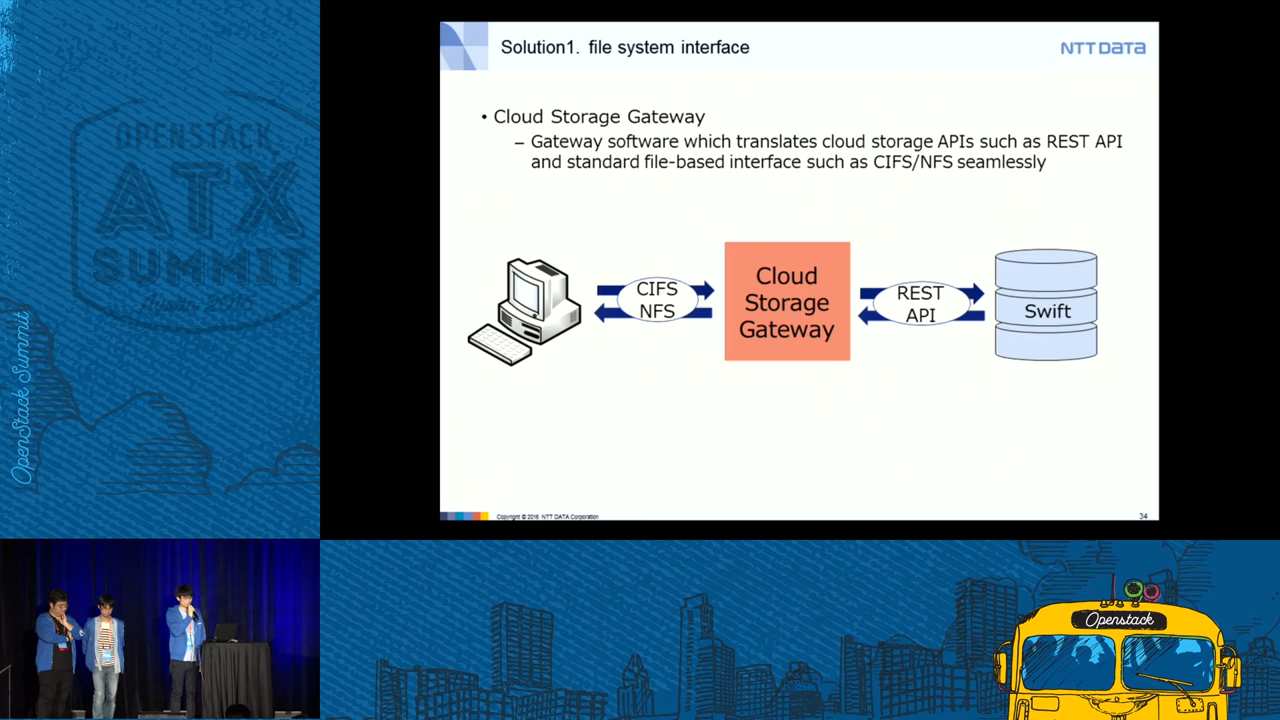 OPENSTACK
ATX
SUMMIT
OpenStack Summit
Solution1. file system interface
NTT DATA
• Cloud Storage Gateway
– Gateway software which translates cloud storage APIs such as REST API
and standard file-based interface such as CIFS/NFS seamlessly
CIFS
NFS
Cloud
Storage
Gateway
REST
API
Swift
Copyright © 2016 NTT DATA Corporation
34
Openstack